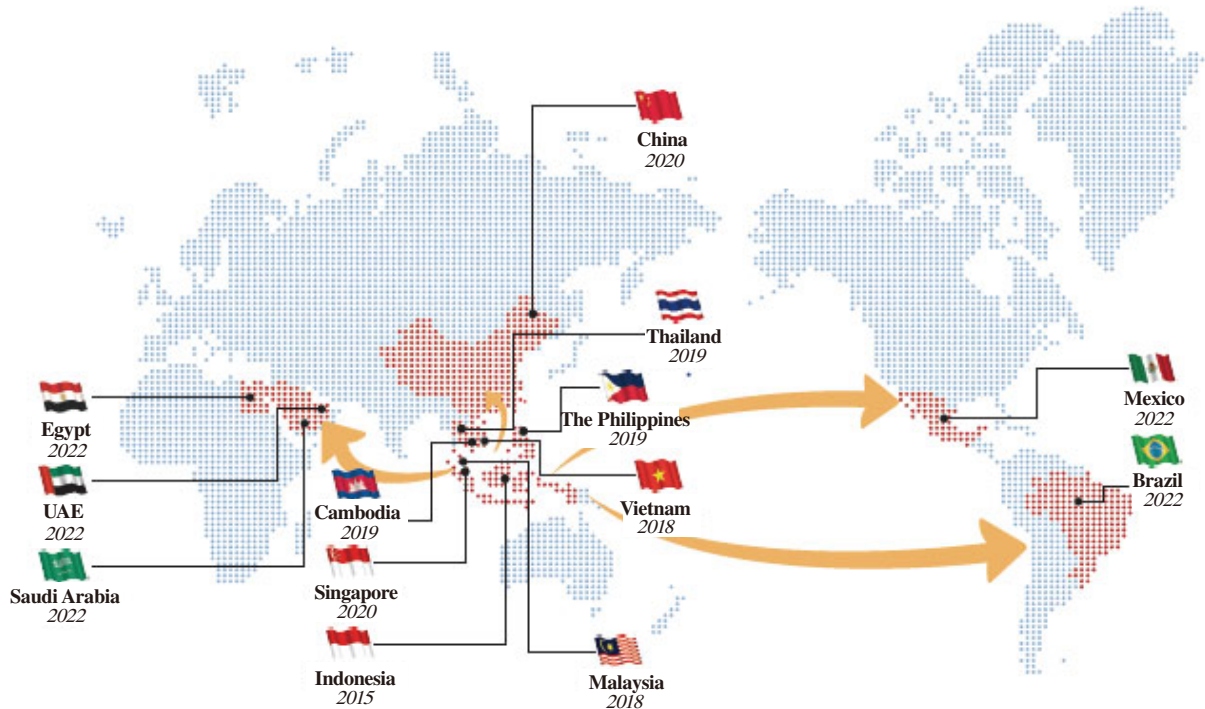 China
2020
Thailand
2019
The Philippines
2019
Egypt
2022
UAE
2022
Saudi Arabia
2022
Cambodia
2019
Singapore
2020
Indonesia
2015
Vietnam
2018
Malaysia
2018
Mexico
2022
Brazil
2022